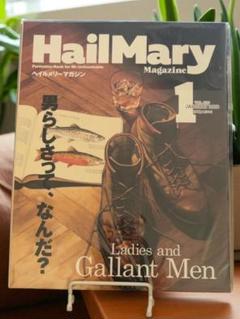 HailMary
Magazine
ヘイルメリーマガジン
1
男らしさって、なんだ？
Ladies and
Gallant Men